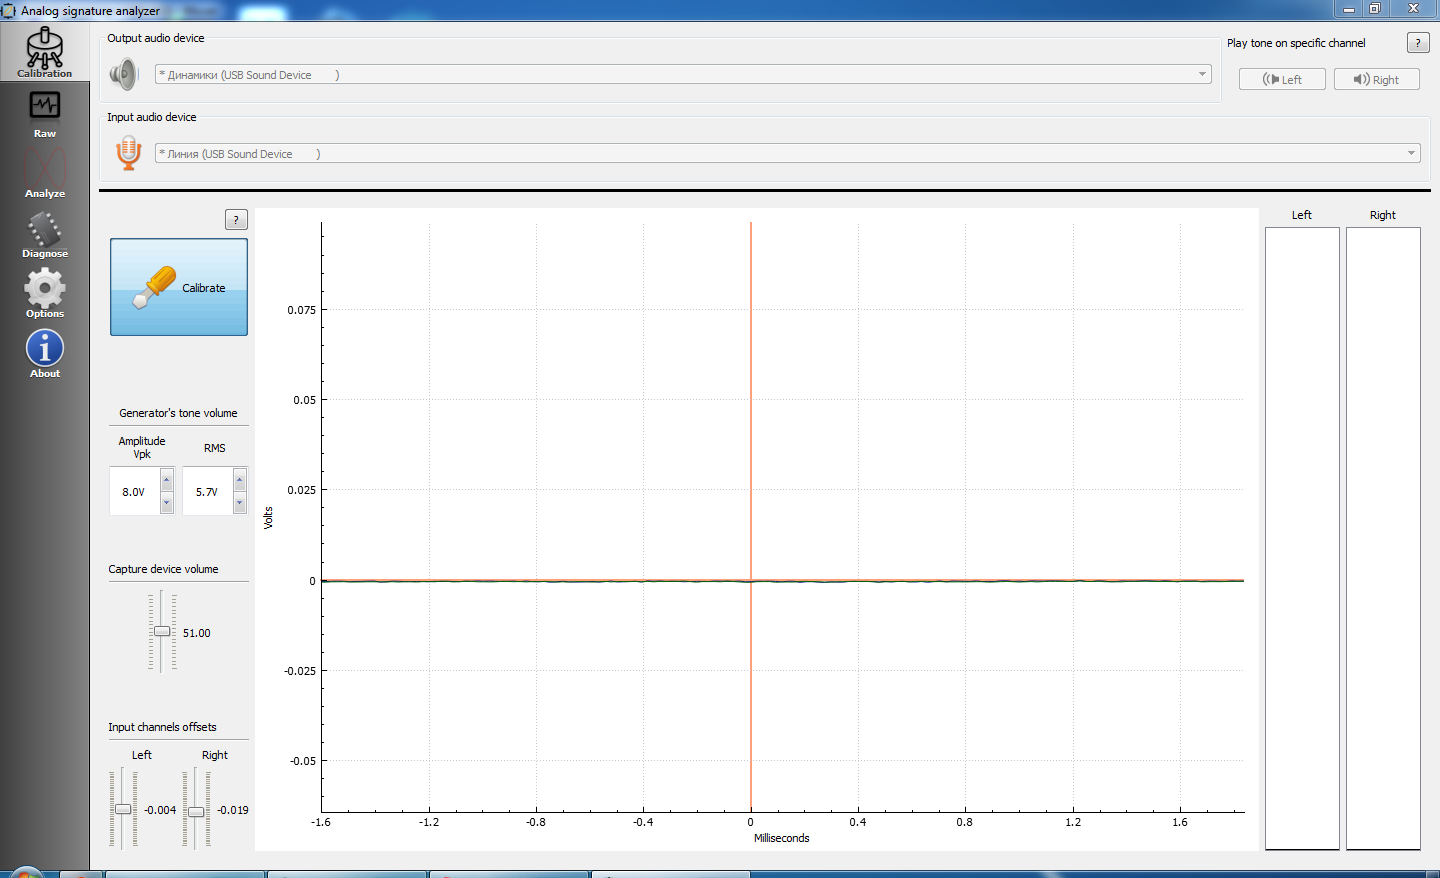 Analog signature analyzer
Calibration
Raw
Analyze
Diagnose
Options
About
Output audio device
* Динамики (USB Sound Device        )
Play tone on specific channel
?
Left
Right
Input audio device
* Линия (USB Sound Device        )
?
Calibrate
Generator's tone volume
Amplitude
Vpk
RMS
8.0V
5.7V
Capture device volume
51.00
Input channels offsets
Left
Right
-0.004
-0.019
Volts
0.075
0.05
0.025
0
-0.025
-0.05
-1.6
-1.2
-0.8
-0.4
0
0.4
0.8
1.2
1.6
Milliseconds
Left
Right